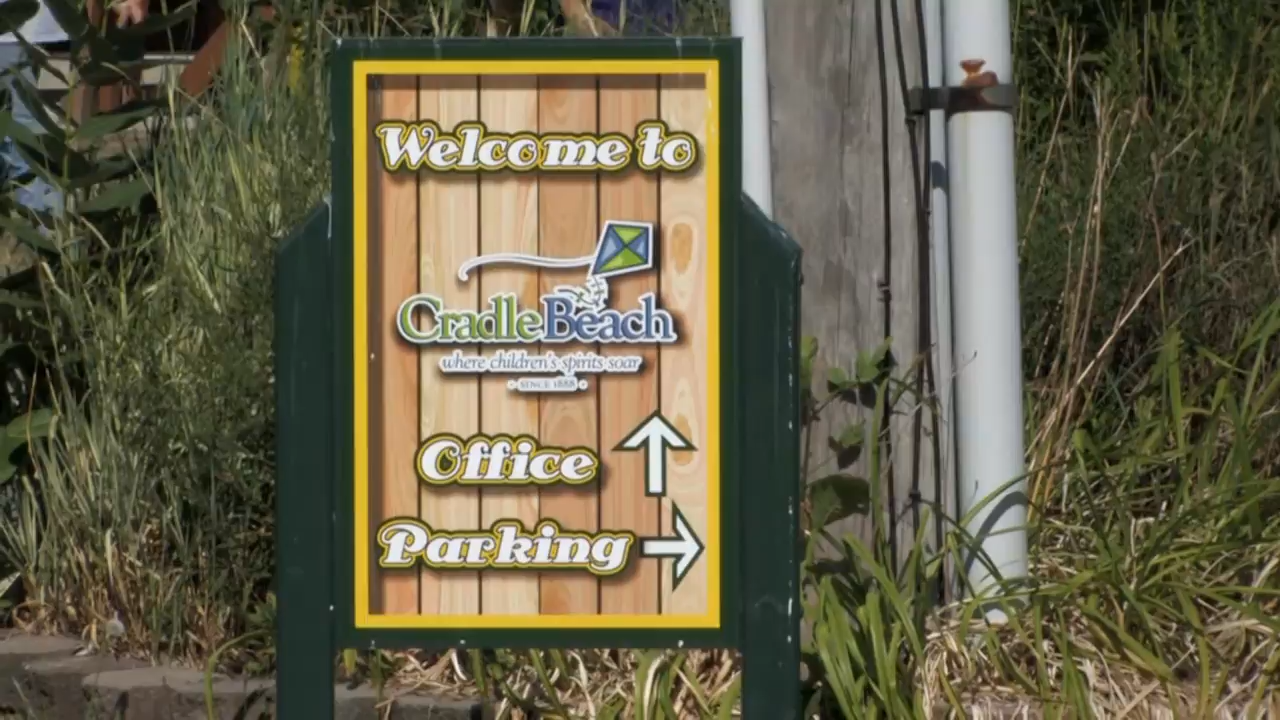 Welcome to
CradleBeach
where children's spirits soar
· SINCE 1888 ·
Office
Parking